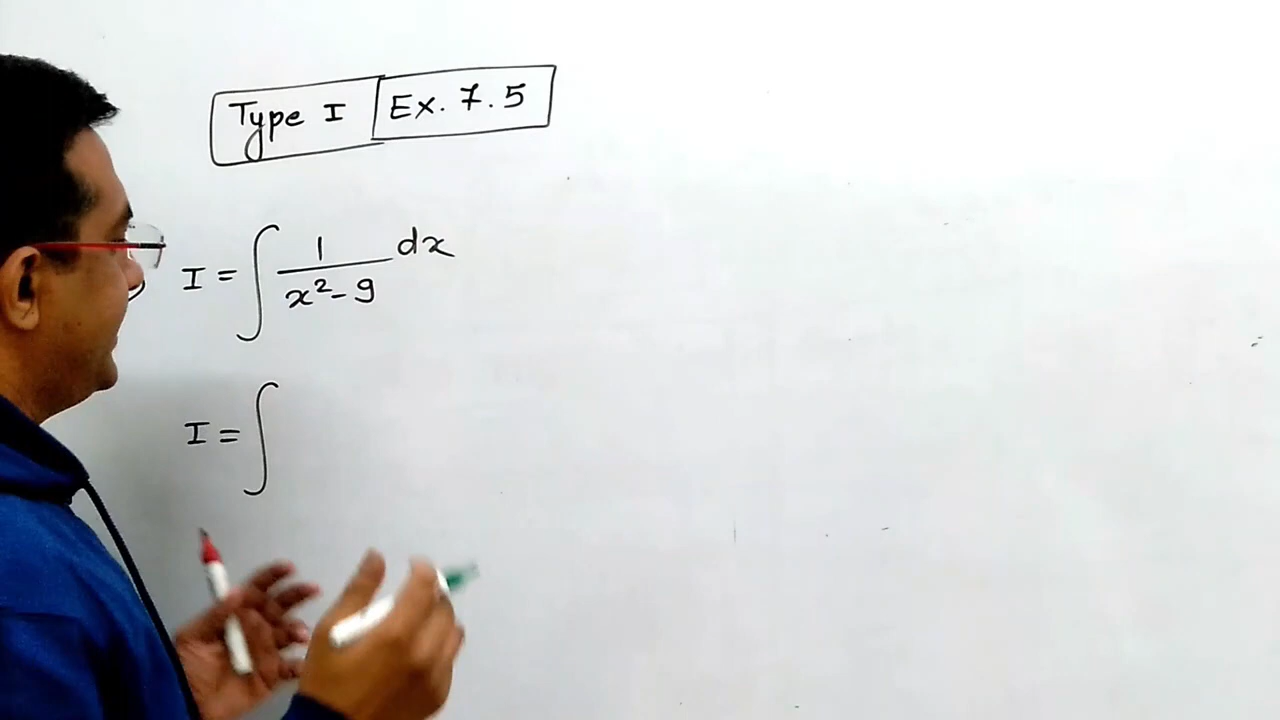 Type I Ex. 7.5
I = ∫ 1/(x² - 9) dx
I = ∫